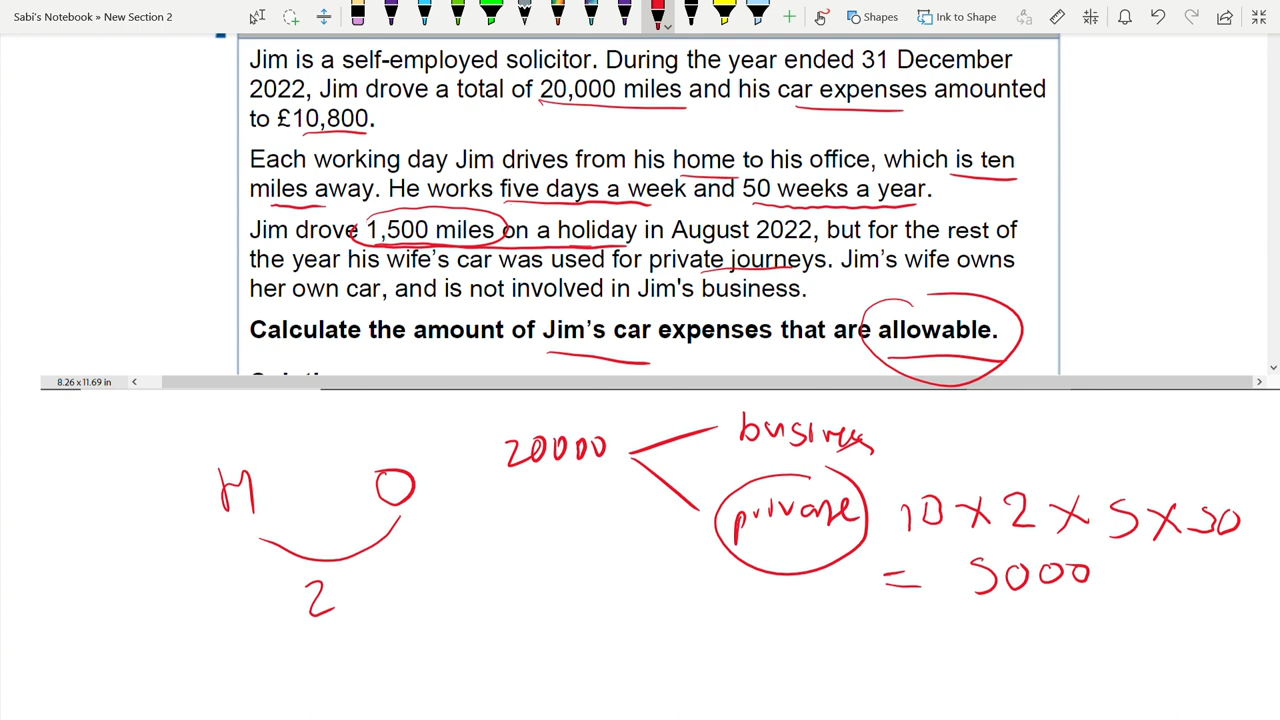 Sabi's Notebook » New Section 2
Shapes
Ink to Shape
Jim is a self-employed solicitor. During the year ended 31 December
2022, Jim drove a total of 20,000 miles and his car expenses amounted
to £10,800.
Each working day Jim drives from his home to his office, which is ten
miles away. He works five days a week and 50 weeks a year.
Jim drove 1,500 miles on a holiday in August 2022, but for the rest of
the year his wife's car was used for private journeys. Jim's wife owns
her own car, and is not involved in Jim's business.
Calculate the amount of Jim's car expenses that are allowable.
8.26 x 11.69 in
20000
business
H O
private 10 x 2 x 5 x 50
= 5000
2